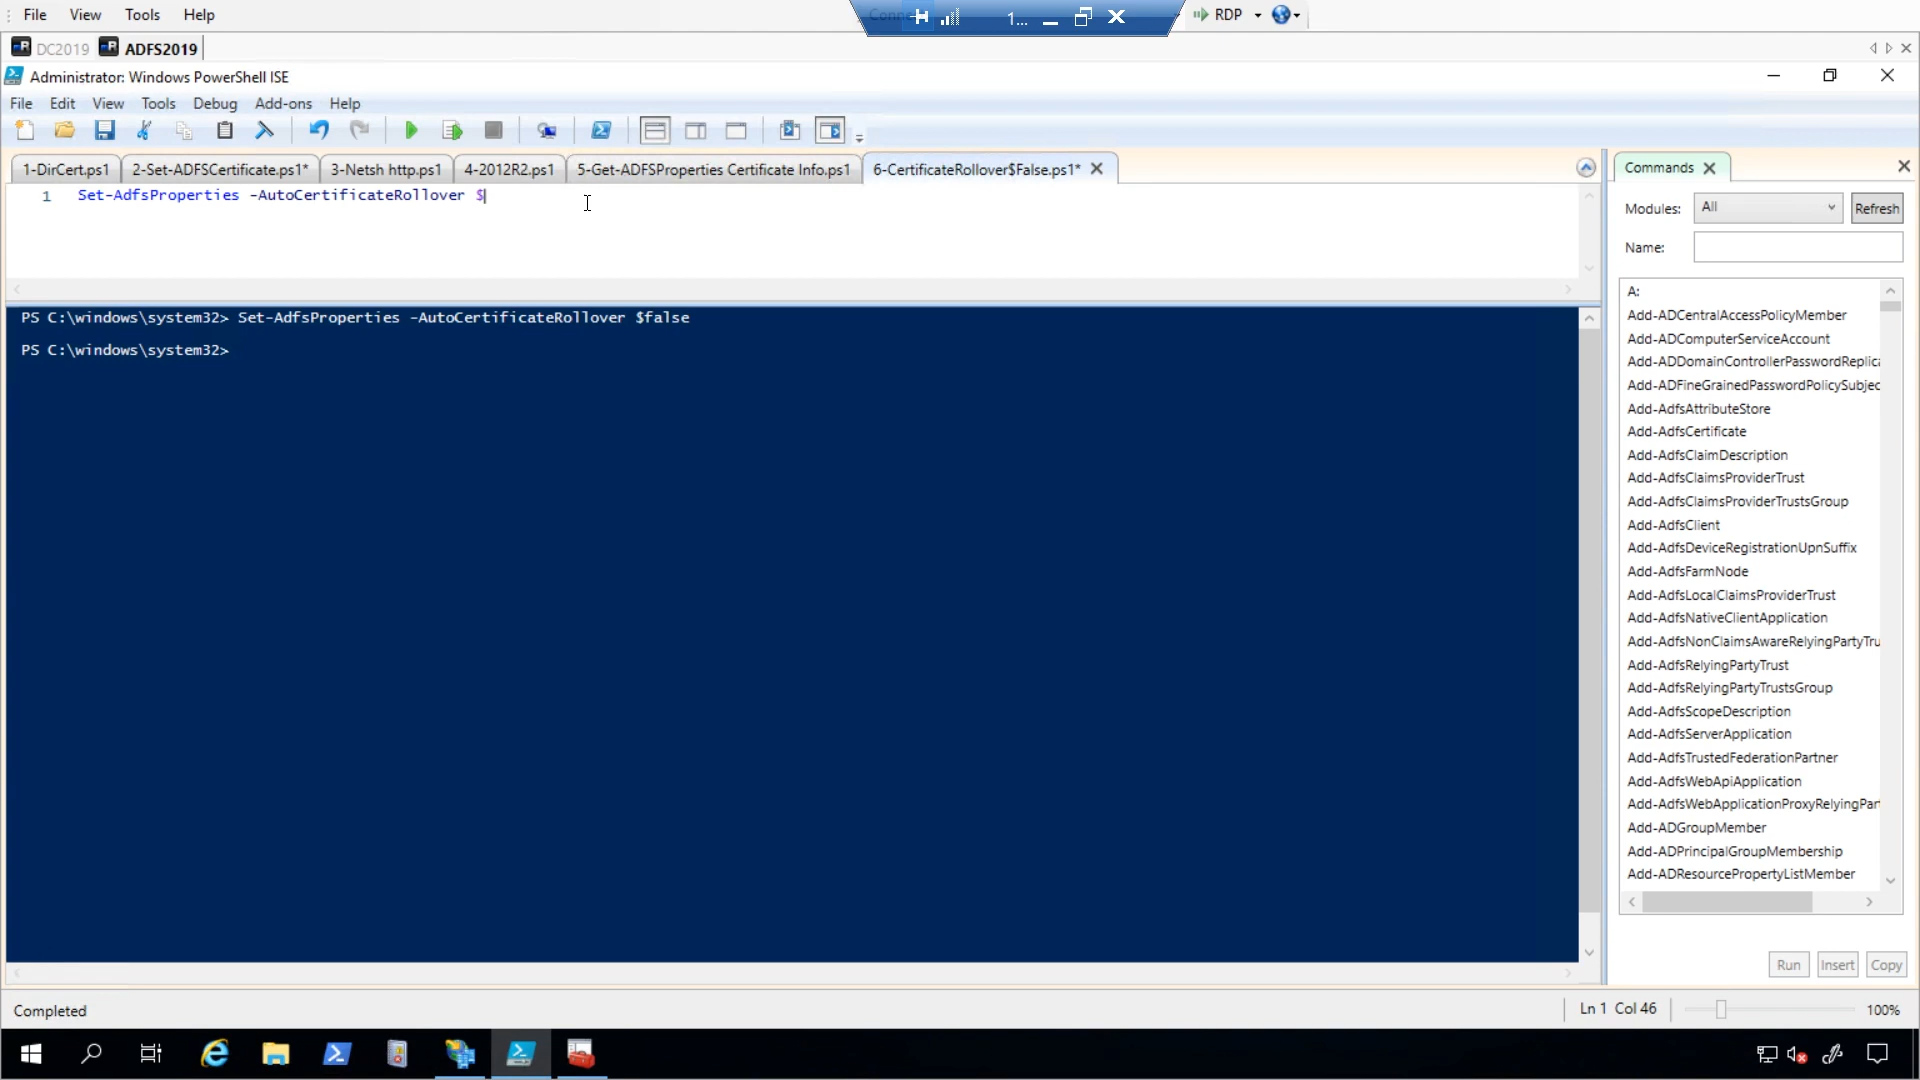 File View Tools Help
1...
RDP
DC2019 ADFS2019
Administrator: Windows PowerShell ISE
File Edit View Tools Debug Add-ons Help
1-DirCert.ps1 2-Set-ADFSCertificate.ps1* 3-Netsh http.ps1 4-2012R2.ps1 5-Get-ADFSProperties Certificate Info.ps1 6-CertificateRollover$False.ps1*
1 Set-AdfsProperties -AutoCertificateRollover $
PS C:\windows\system32> Set-AdfsProperties -AutoCertificateRollover $false
PS C:\windows\system32>
Commands
Modules: All Refresh
Name:
A:
Add-ADCentralAccessPolicyMember
Add-ADComputerServiceAccount
Add-ADDomainControllerPasswordReplica
Add-ADFineGrainedPasswordPolicySubjec
Add-AdfsAttributeStore
Add-AdfsCertificate
Add-AdfsClaimDescription
Add-AdfsClaimsProviderTrust
Add-AdfsClaimsProviderTrustsGroup
Add-AdfsClient
Add-AdfsDeviceRegistrationUpnSuffix
Add-AdfsFarmNode
Add-AdfsLocalClaimsProviderTrust
Add-AdfsNativeClientApplication
Add-AdfsNonClaimsAwareRelyingPartyTru
Add-AdfsRelyingPartyTrust
Add-AdfsRelyingPartyTrustsGroup
Add-AdfsScopeDescription
Add-AdfsServerApplication
Add-AdfsTrustedFederationPartner
Add-AdfsWebApiApplication
Add-AdfsWebApplicationProxyRelyingPart
Add-ADGroupMember
Add-ADPrincipalGroupMembership
Add-ADResourcePropertyListMember
Run Insert Copy
Completed
Ln 1 Col 46
100%